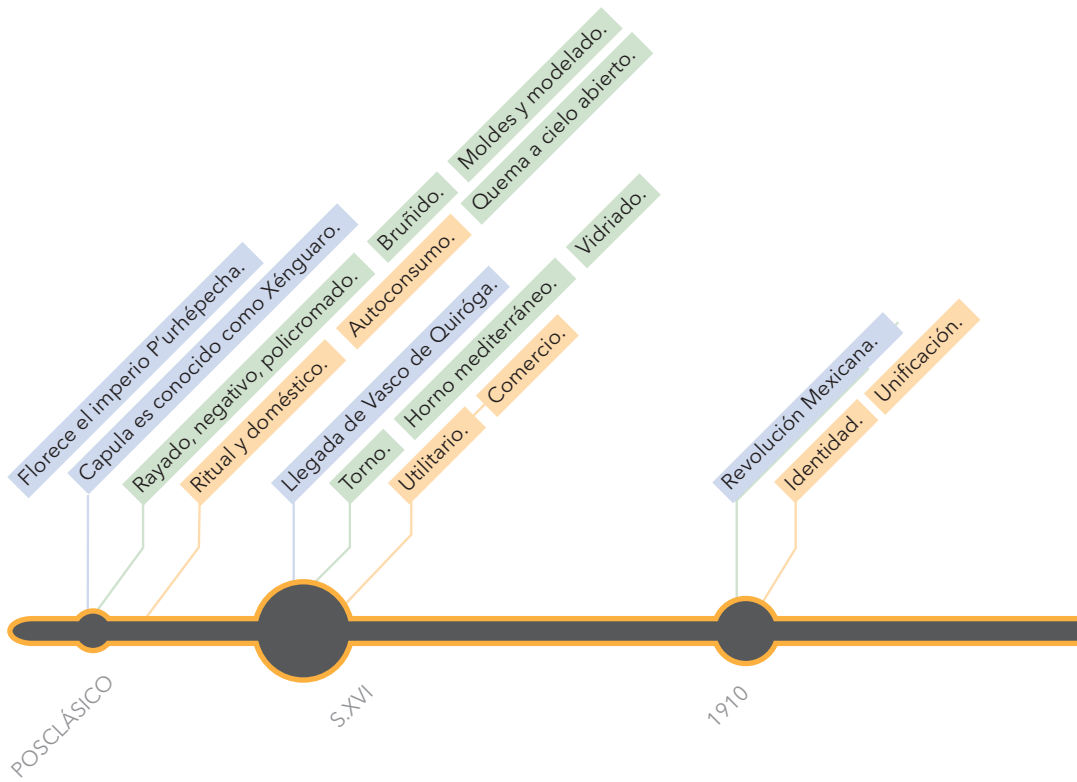 Florece el imperio P'urhépecha.
Capula es conocido como Xénguaro.
Rayado, negativo, policromado.
Bruñido.
Moldes y modelado.
Quema a cielo abierto.
Ritual y doméstico.
Autoconsumo.
Llegada de Vasco de Quiróga.
Torno.
Horno mediterráneo.
Vidriado.
Utilitario.
Comercio.
Revolución Mexicana.
Identidad.
Unificación.
POSCLÁSICO
S.XVI
1910